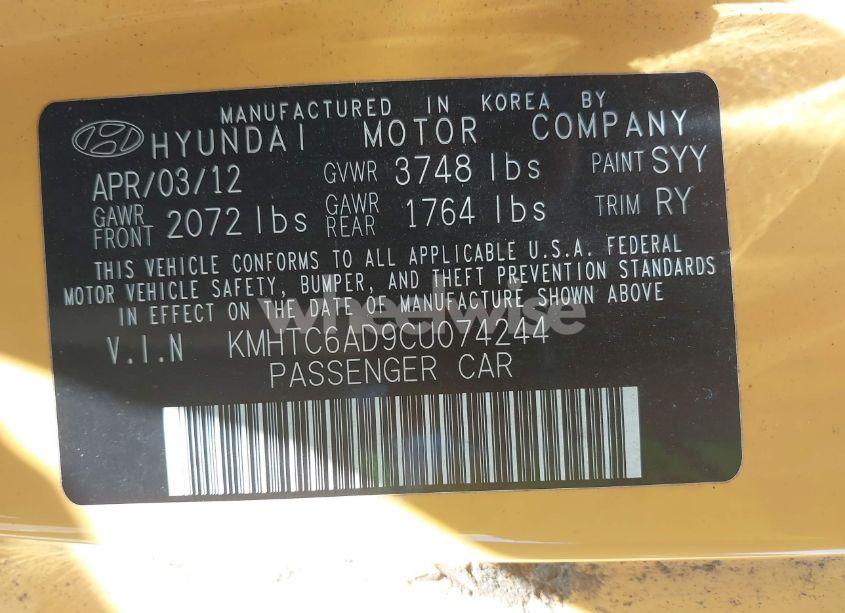 MANUFACTURED IN KOREA BY
HYUNDAI MOTOR COMPANY
APR/03/12 GVWR 3748 lbs PAINT SYY
GAWR FRONT 2072 lbs GAWR REAR 1764 lbs TRIM RY
THIS VEHICLE CONFORMS TO ALL APPLICABLE U.S.A. FEDERAL
MOTOR VEHICLE SAFETY, BUMPER, AND THEFT PREVENTION STANDARDS
IN EFFECT ON THE DATE OF MANUFACTURE SHOWN ABOVE
wheelwise
V.I.N KMHTC6AD9CU074244
PASSENGER CAR